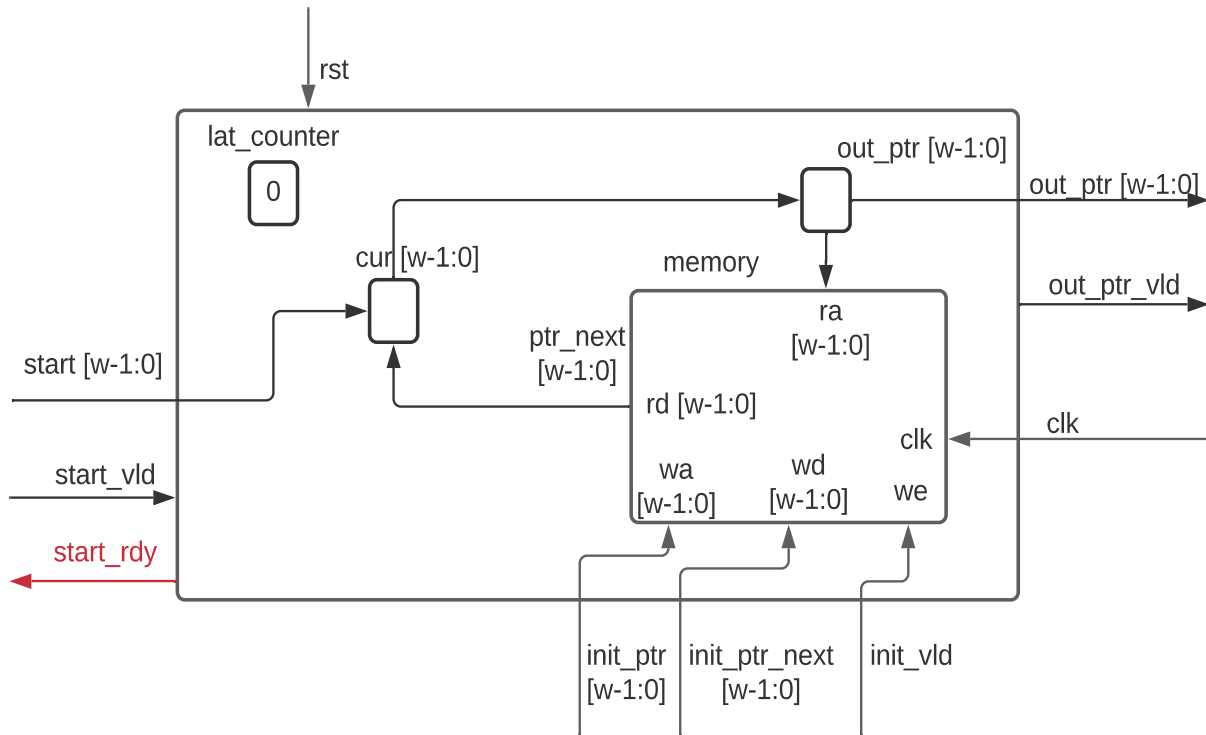 rst
lat_counter
0
out_ptr [w-1:0]
out_ptr [w-1:0]
cur [w-1:0]
memory
out_ptr_vld
ra
[w-1:0]
ptr_next
[w-1:0]
start [w-1:0]
rd [w-1:0]
clk
clk
start_vld
wa
[w-1:0]
wd
[w-1:0]
we
start_rdy
init_ptr
[w-1:0]
init_ptr_next
[w-1:0]
init_vld